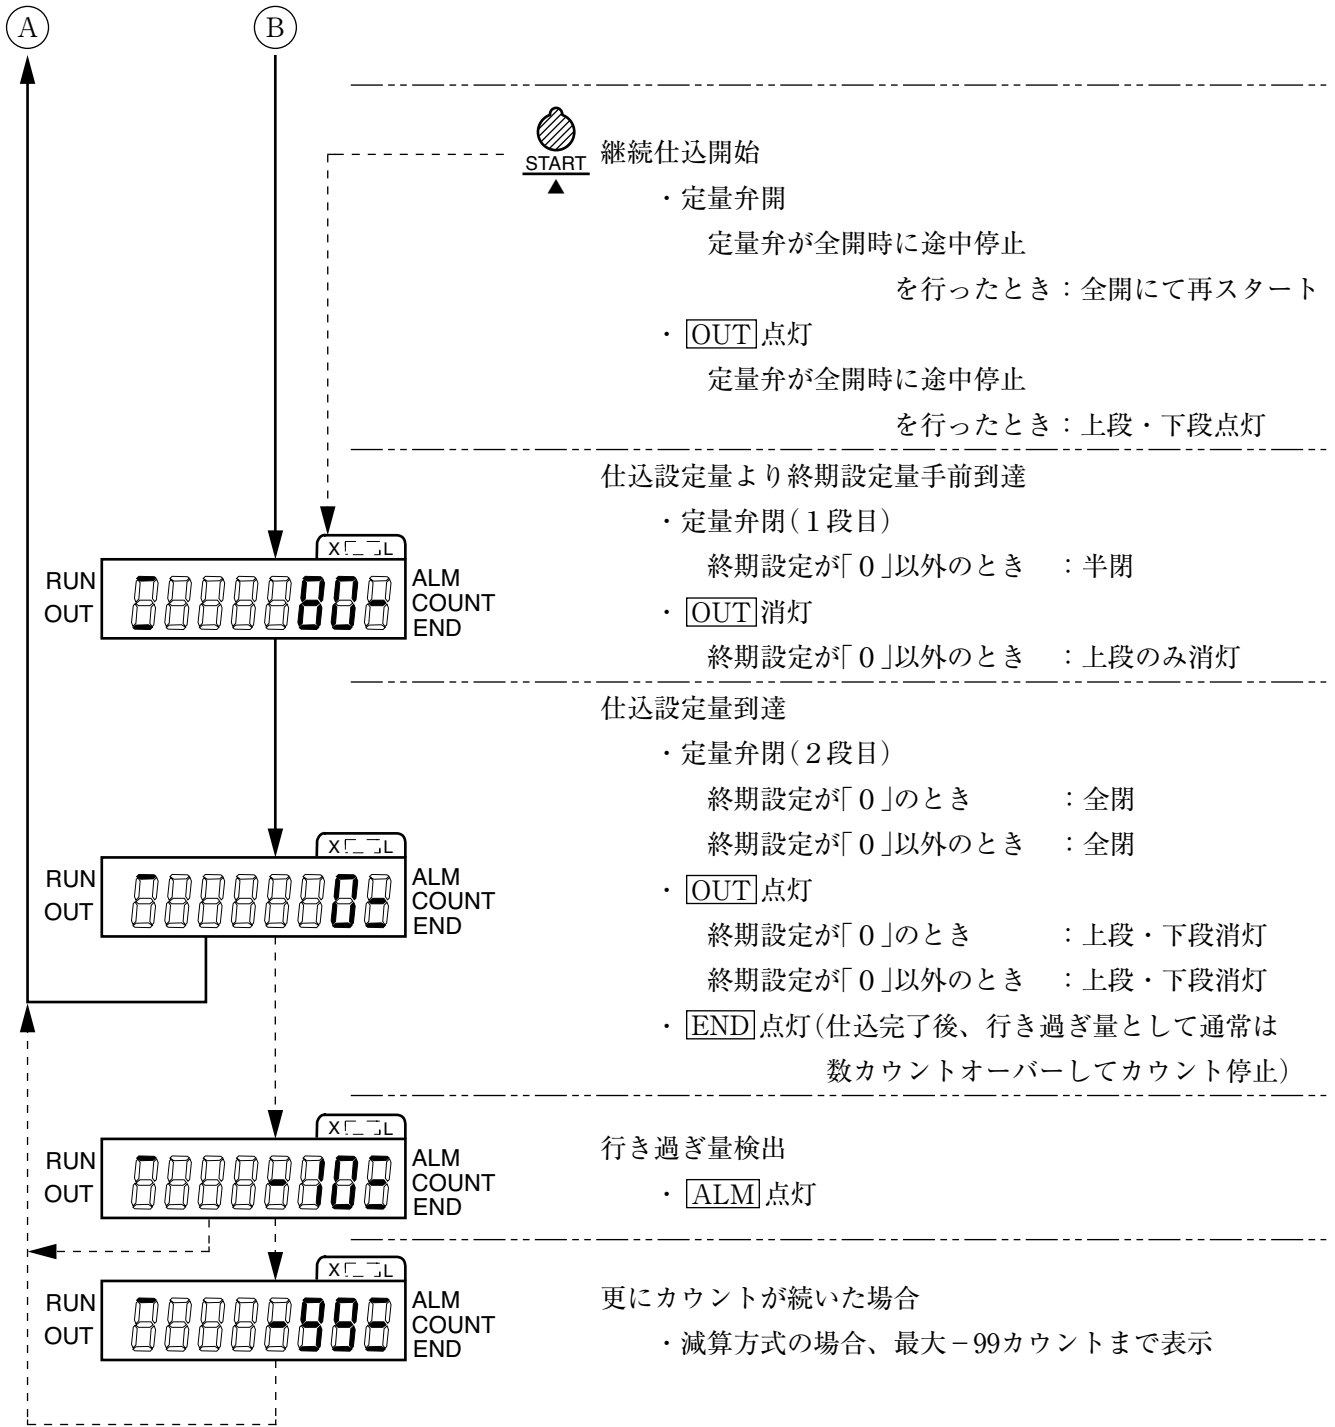 A
B
START 継続仕込開始
・定量弁開
定量弁が全開時に途中停止
を行ったとき：全開にて再スタート
・OUT点灯
定量弁が全開時に途中停止
を行ったとき：上段・下段点灯
仕込設定量より終期設定量手前到達
・定量弁閉(１段目)
終期設定が「０」以外のとき ：半閉
・OUT消灯
終期設定が「０」以外のとき ：上段のみ消灯
X L
RUN
OUT
80-
ALM
COUNT
END
仕込設定量到達
・定量弁閉(２段目)
終期設定が「０」のとき ：全閉
終期設定が「０」以外のとき ：全閉
・OUT点灯
終期設定が「０」のとき ：上段・下段消灯
終期設定が「０」以外のとき ：上段・下段消灯
・END点灯(仕込完了後、行き過ぎ量として通常は
数カウントオーバーしてカウント停止)
X L
RUN
OUT
0
ALM
COUNT
END
行き過ぎ量検出
・ALM点灯
X L
RUN
OUT
-10
ALM
COUNT
END
更にカウントが続いた場合
・減算方式の場合、最大－99カウントまで表示
X L
RUN
OUT
-99
ALM
COUNT
END